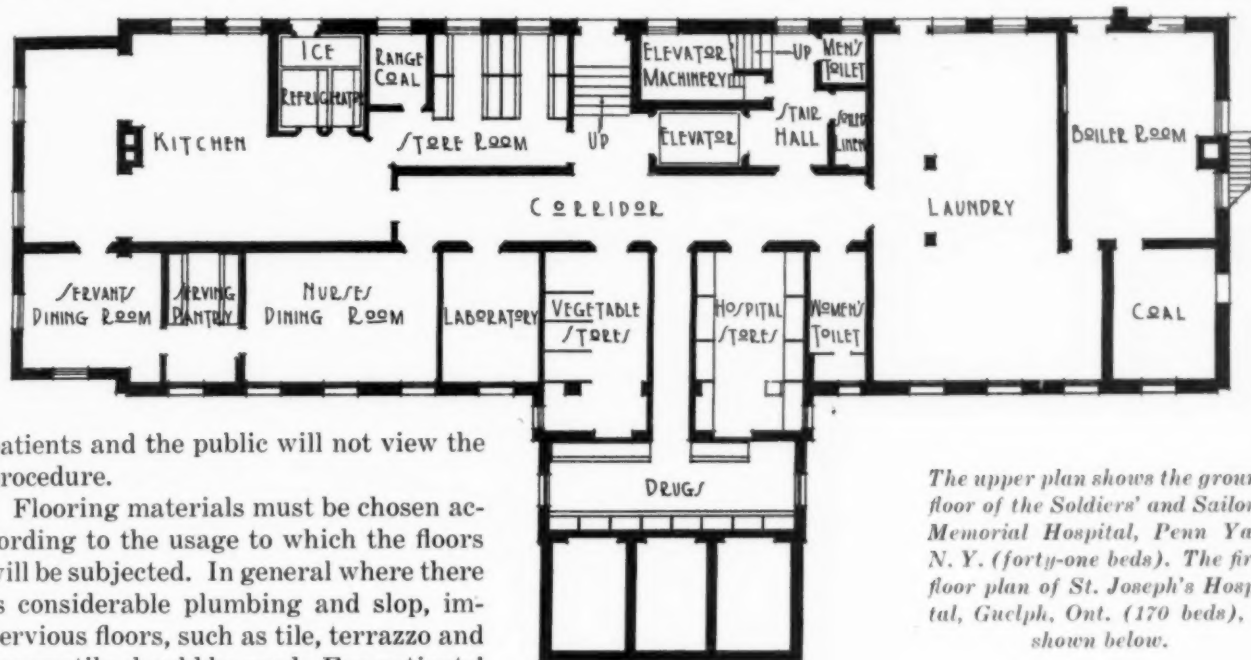 ICE
REFRIGERATOR
RANGE
COAL
ELEVATOR
MACHINERY
UP
MEN'S
TOILET
KITCHEN
STORE ROOM
UP
ELEVATOR
STAIR
HALL
SOILED
LINEN
BOILER ROOM
CORRIDOR
LAUNDRY
SERVANTS
DINING ROOM
SERVING
PANTRY
NURSES
DINING ROOM
LABORATORY
VEGETABLE
STORES
HOSPITAL
STORES
WOMEN'S
TOILET
COAL
DRUGS
atients and the public will not view the
rocedure.
Flooring materials must be chosen ac-
ording to the usage to which the floors
ill be subjected. In general where there
s considerable plumbing and slop, im-
ervious floors, such as tile, terrazzo and
The upper plan shows the groun
floor of the Soldiers' and Sailor
Memorial Hospital, Penn Ya
N. Y. (forty-one beds). The fir
floor plan of St. Joseph's Hosp
tal, Guelph, Ont. (170 beds),
shown below.